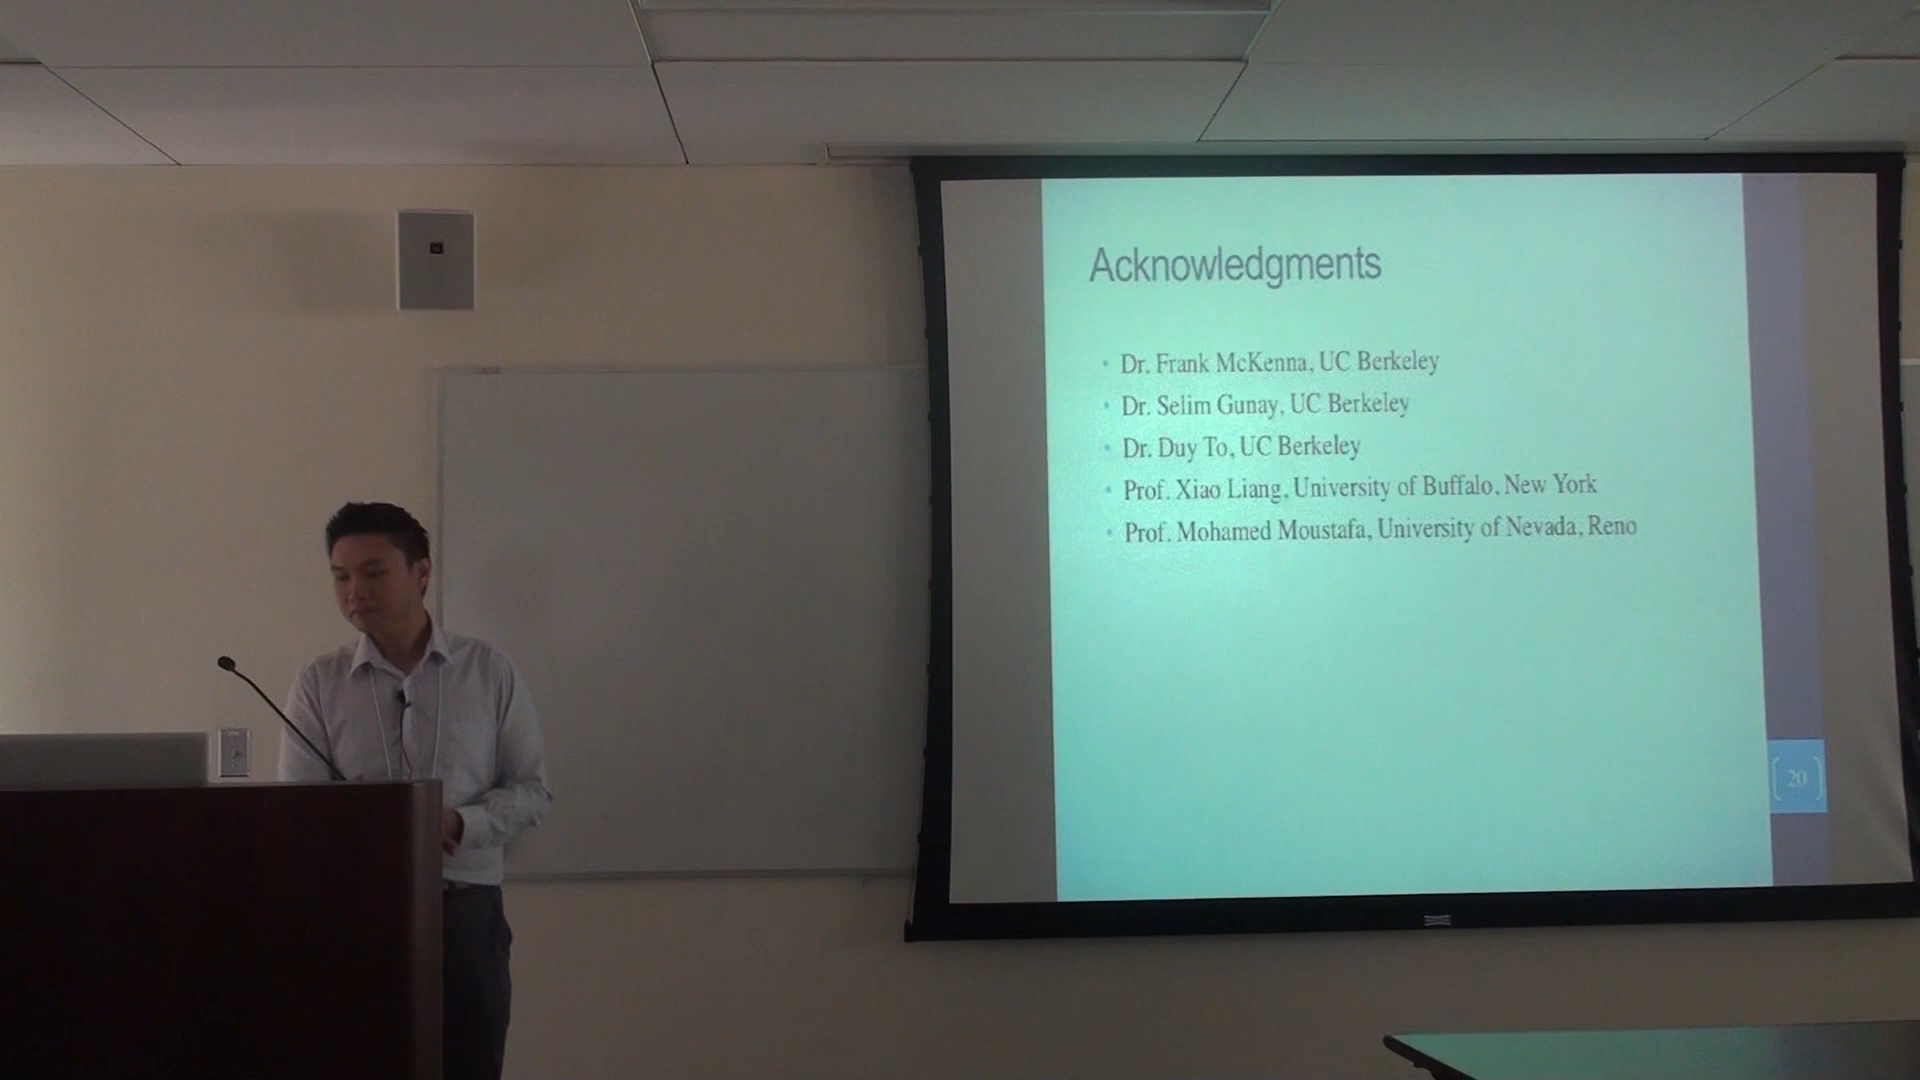 Acknowledgments
• Dr. Frank McKenna, UC Berkeley
• Dr. Selim Gunay, UC Berkeley
• Dr. Duy To, UC Berkeley
• Prof. Xiao Liang, University of Buffalo, New York
• Prof. Mohamed Moustafa, University of Nevada, Reno
20